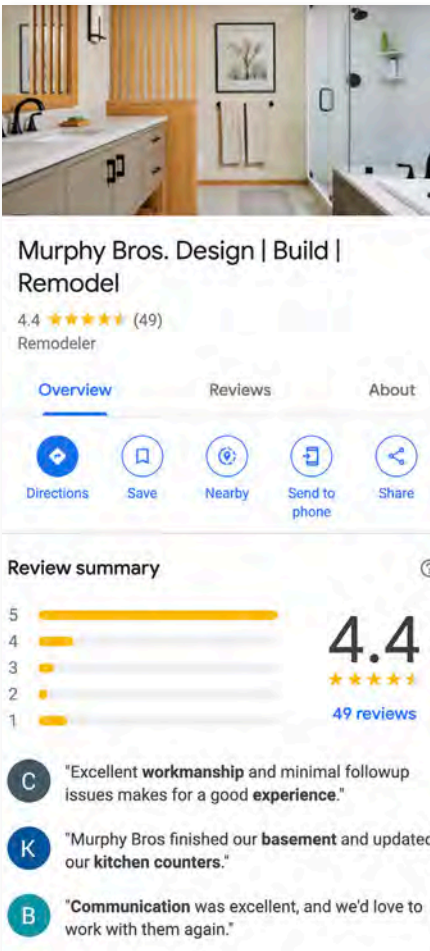 Murphy Bros. Design | Build |
Remodel
4.4 (49)
Remodeler
Overview Reviews About
Directions Save Nearby Send to
phone Share
Review summary
5
4
3
2
1
4.4
49 reviews
C "Excellent workmanship and minimal followup
issues makes for a good experience."
K "Murphy Bros finished our basement and updated
our kitchen counters."
B "Communication was excellent, and we'd love to
work with them again."